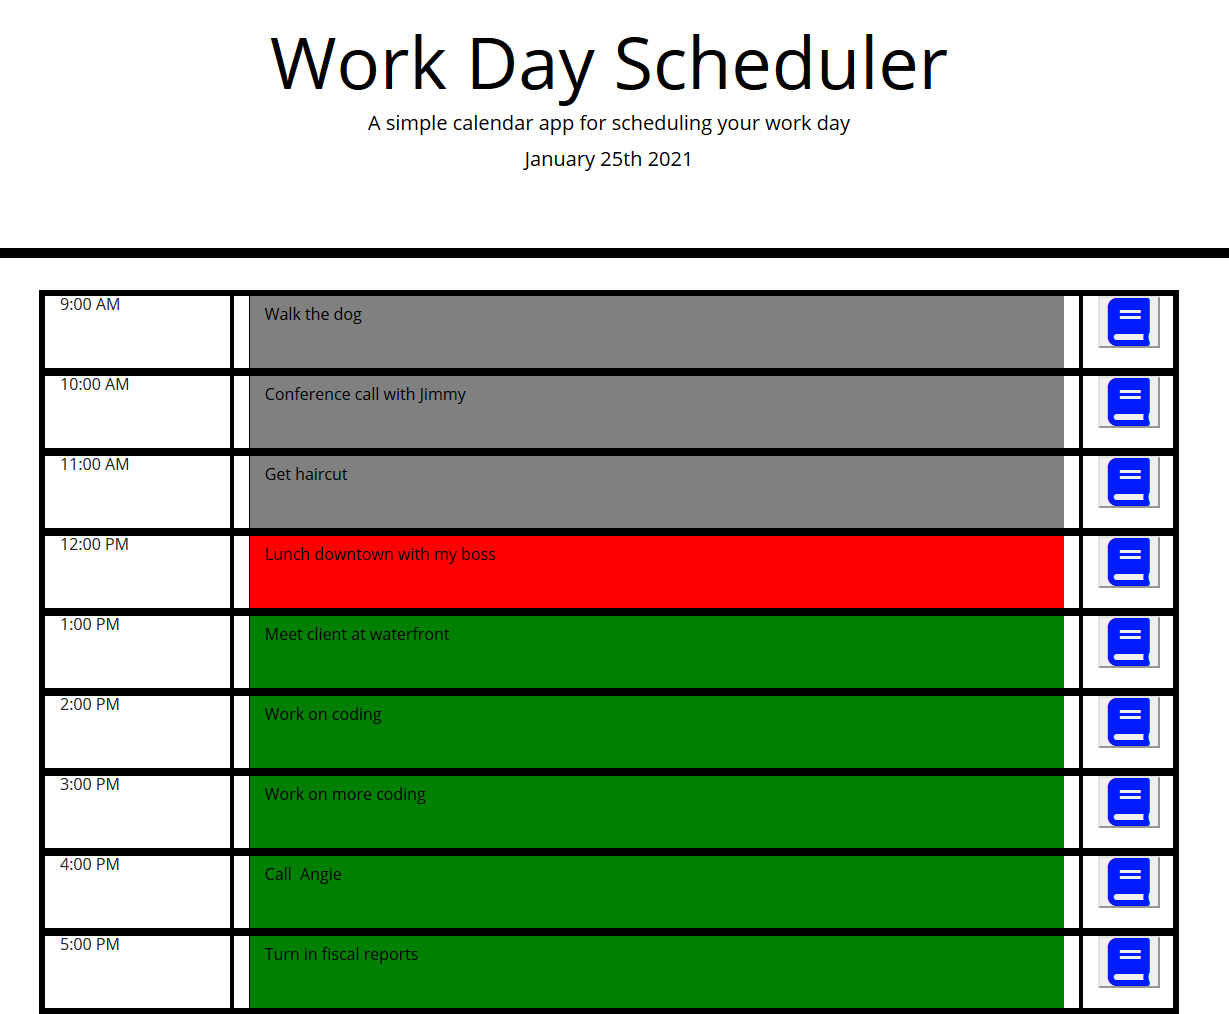 Work Day Scheduler
A simple calendar app for scheduling your work day
January 25th 2021
9:00 AM Walk the dog
10:00 AM Conference call with Jimmy
11:00 AM Get haircut
12:00 PM Lunch downtown with my boss
1:00 PM Meet client at waterfront
2:00 PM Work on coding
3:00 PM Work on more coding
4:00 PM Call  Angie
5:00 PM Turn in fiscal reports